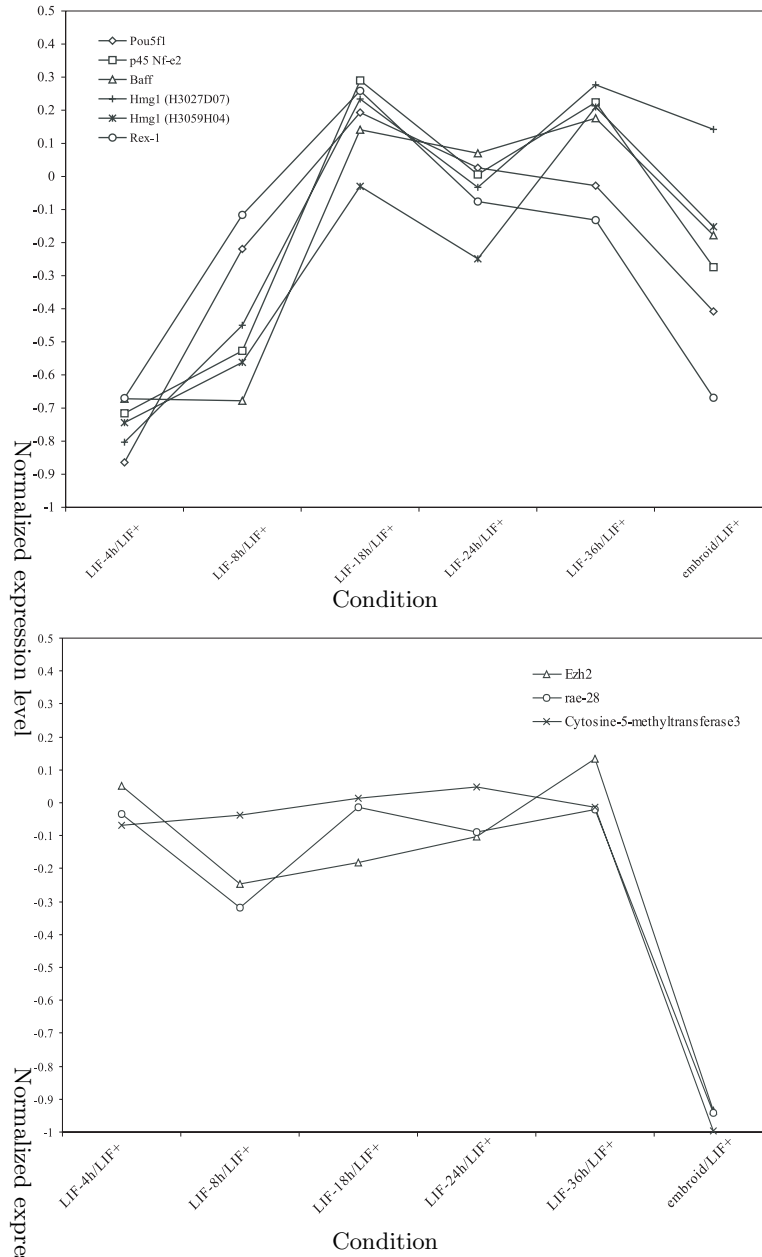 0.5
0.4
0.3
0.2
0.1
0
-0.1
-0.2
-0.3
-0.4
-0.5
-0.6
-0.7
-0.8
-0.9
-1
Pou5f1
p45 Nf-e2
Baff
Hmg1 (H3027D07)
Hmg1 (H3059H04)
Rex-1
LIF-4h/LIF+
LIF-8h/LIF+
LIF-18h/LIF+
LIF-24h/LIF+
LIF-36h/LIF+
embroid/LIF+
Condition
Normalized expression level
0.5
0.4
0.3
0.2
0.1
0
-0.1
-0.2
-0.3
-0.4
-0.5
-0.6
-0.7
-0.8
-0.9
-1
Ezh2
rae-28
Cytosine-5-methyltransferase3
LIF-4h/LIF+
LIF-8h/LIF+
LIF-18h/LIF+
LIF-24h/LIF+
LIF-36h/LIF+
embroid/LIF+
Condition
Normalized expre